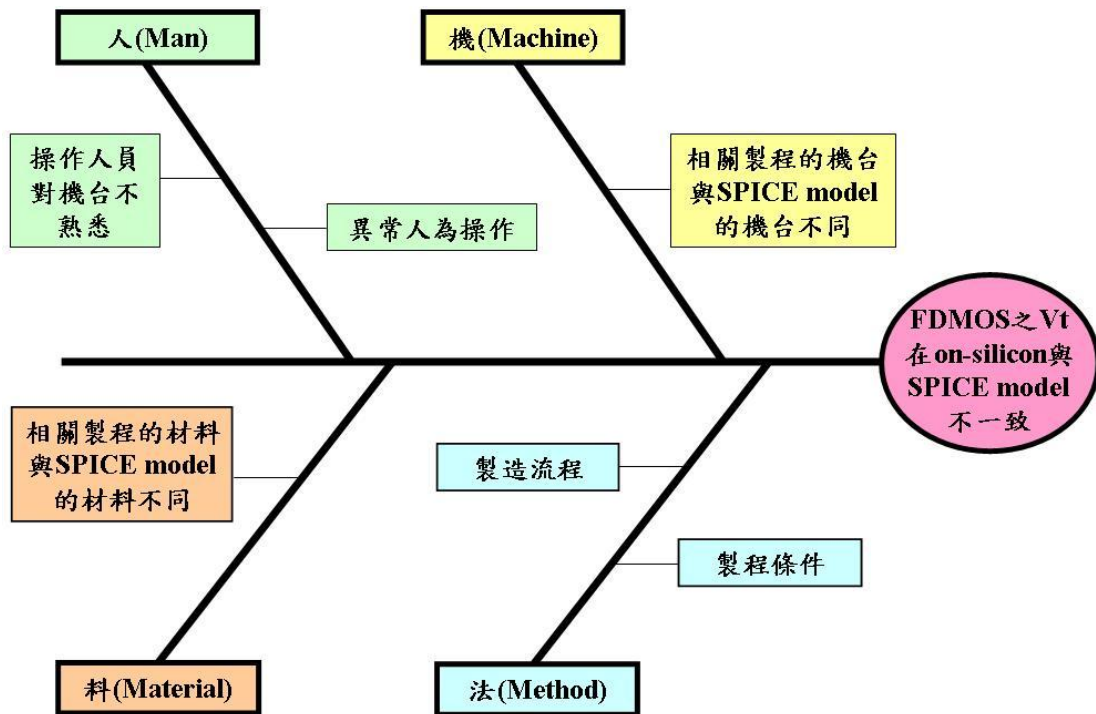 人(Man)
機(Machine)
操作人員
對機台不
熟悉
異常人為操作
相關製程的機台
與SPICE model
的機台不同
FDMOS之Vt
在on-silicon與
SPICE model
不一致
相關製程的材料
與SPICE model
的材料不同
製造流程
製程條件
料(Material)
法(Method)